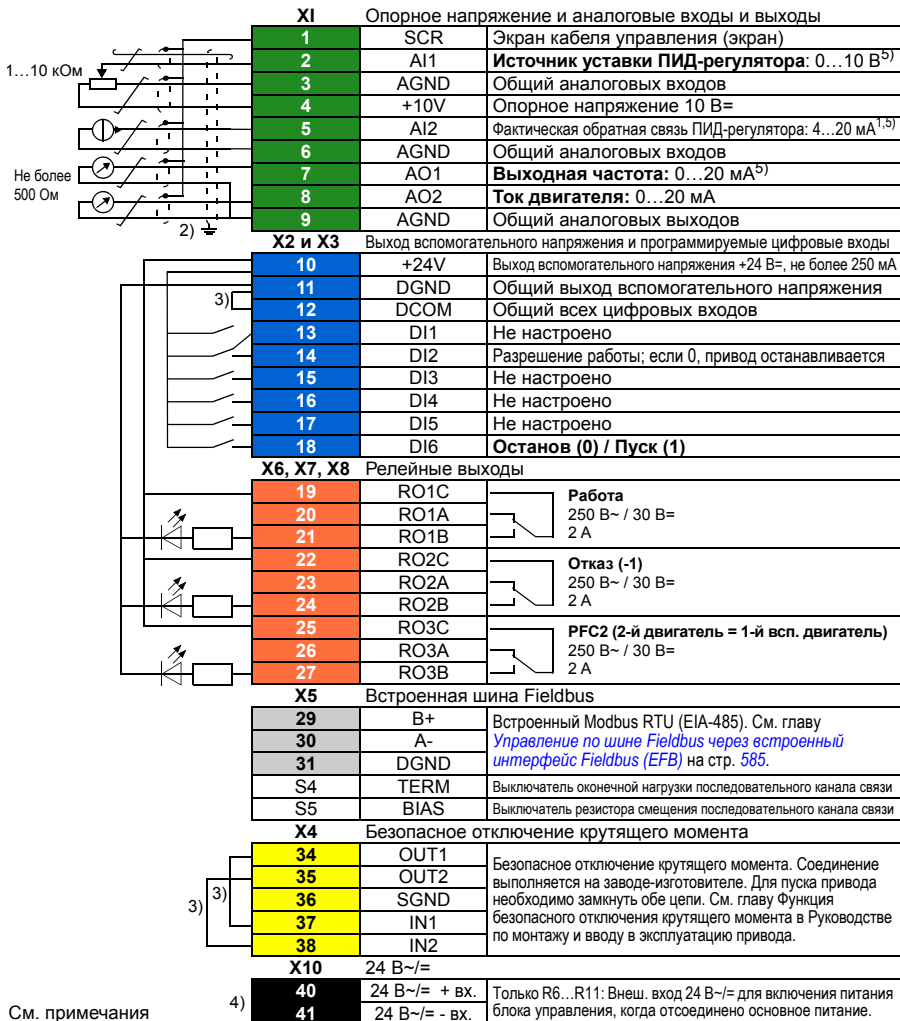 XI Опорное напряжение и аналоговые входы и выходы
1 SCR Экран кабеля управления (экран)
1…10 кОм
2 AI1 Источник уставки ПИД-регулятора: 0…10 В5)
3 AGND Общий аналоговых входов
4 +10V Опорное напряжение 10 В=
5 AI2 Фактическая обратная связь ПИД-регулятора: 4…20 мА1,5)
6 AGND Общий аналоговых входов
Не более
500 Ом
7 AO1 Выходная частота: 0…20 мА5)
8 AO2 Ток двигателя: 0…20 мА
9 AGND Общий аналоговых выходов
2)
X2 и X3 Выход вспомогательного напряжения и программируемые цифровые входы
10 +24V Выход вспомогательного напряжения +24 В=, не более 250 мА
11 DGND Общий выход вспомогательного напряжения
3)
12 DCOM Общий всех цифровых входов
13 DI1 Не настроено
14 DI2 Разрешение работы; если 0, привод останавливается
15 DI3 Не настроено
16 DI4 Не настроено
17 DI5 Не настроено
18 DI6 Останов (0) / Пуск (1)
X6, X7, X8 Релейные выходы
19 RO1C Работа
20 RO1A 250 В~ / 30 В=
21 RO1B 2 А
22 RO2C Отказ (-1)
23 RO2A 250 В~ / 30 В=
24 RO2B 2 А
25 RO3C PFC2 (2-й двигатель = 1-й всп. двигатель)
26 RO3A 250 В~ / 30 В=
27 RO3B 2 А
X5 Встроенная шина Fieldbus
29 B+ Встроенный Modbus RTU (EIA-485). См. главу
30 A- Управление по шине Fieldbus через встроенный
31 DGND интерфейс Fieldbus (EFB) на стр. 585.
S4 TERM Выключатель оконечной нагрузки последовательного канала связи
S5 BIAS Выключатель резистора смещения последовательного канала связи
X4 Безопасное отключение крутящего момента
34 OUT1 Безопасное отключение крутящего момента. Соединение
35 OUT2 выполняется на заводе-изготовителе. Для пуска привода
3) 3)
36 SGND необходимо замкнуть обе цепи. См. главу Функция
37 IN1 безопасного отключения крутящего момента в Руководстве
38 IN2 по монтажу и вводу в эксплуатацию привода.
X10 24 В~/=
40 24 В~/= + вх. Только R6…R11: Внеш. вход 24 В~/= для включения питания
4)
41 24 В~/= - вх. блока управления, когда отсоединено основное питание.
См. примечания